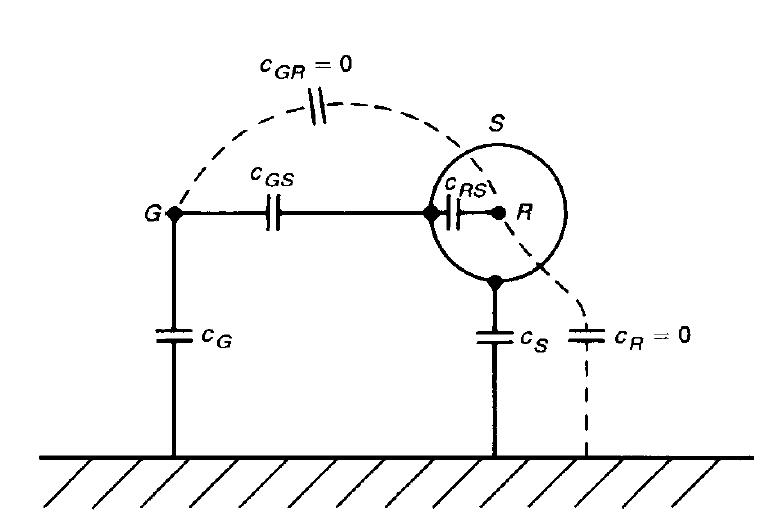 c_GR = 0
S
c_GS
c_RS
G
R
c_G
c_S
c_R = 0